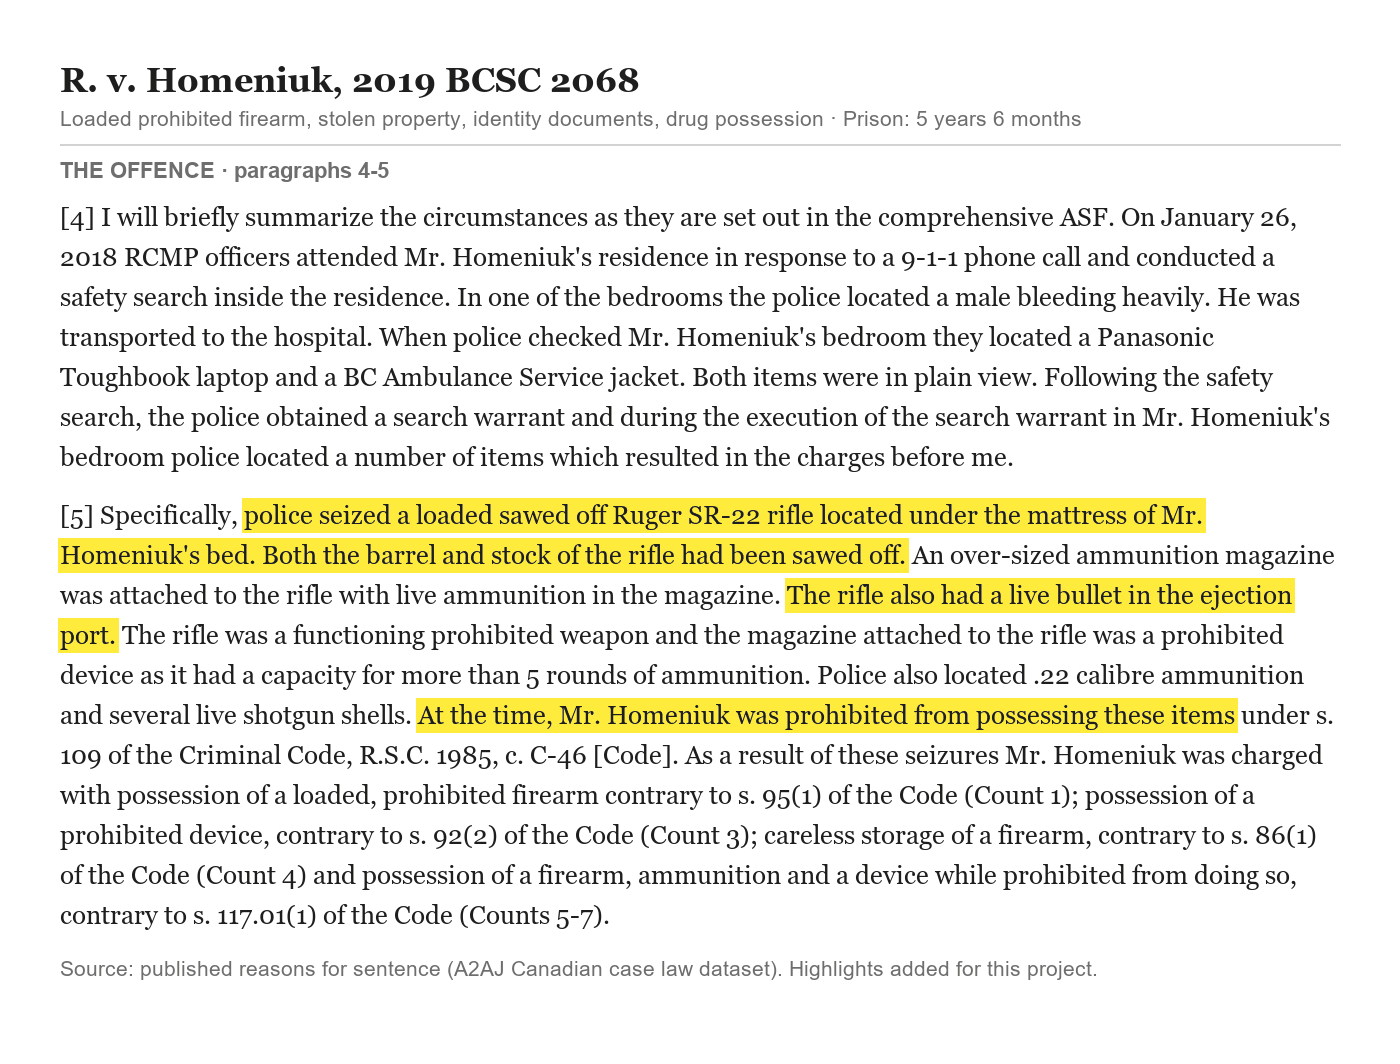 R. v. Homeniuk, 2019 BCSC 2068
Loaded prohibited firearm, stolen property, identity documents, drug possession · Prison: 5 years 6 months
THE OFFENCE · paragraphs 4-5
[4] I will briefly summarize the circumstances as they are set out in the comprehensive ASF. On January 26,
2018 RCMP officers attended Mr. Homeniuk's residence in response to a 9-1-1 phone call and conducted a
safety search inside the residence. In one of the bedrooms the police located a male bleeding heavily. He was
transported to the hospital. When police checked Mr. Homeniuk's bedroom they located a Panasonic
Toughbook laptop and a BC Ambulance Service jacket. Both items were in plain view. Following the safety
search, the police obtained a search warrant and during the execution of the search warrant in Mr. Homeniuk's
bedroom police located a number of items which resulted in the charges before me.
[5] Specifically, police seized a loaded sawed off Ruger SR-22 rifle located under the mattress of Mr.
Homeniuk's bed. Both the barrel and stock of the rifle had been sawed off. An over-sized ammunition magazine
was attached to the rifle with live ammunition in the magazine. The rifle also had a live bullet in the ejection
port. The rifle was a functioning prohibited weapon and the magazine attached to the rifle was a prohibited
device as it had a capacity for more than 5 rounds of ammunition. Police also located .22 calibre ammunition
and several live shotgun shells. At the time, Mr. Homeniuk was prohibited from possessing these items under s.
109 of the Criminal Code, R.S.C. 1985, c. C-46 [Code]. As a result of these seizures Mr. Homeniuk was charged
with possession of a loaded, prohibited firearm contrary to s. 95(1) of the Code (Count 1); possession of a
prohibited device, contrary to s. 92(2) of the Code (Count 3); careless storage of a firearm, contrary to s. 86(1)
of the Code (Count 4) and possession of a firearm, ammunition and a device while prohibited from doing so,
contrary to s. 117.01(1) of the Code (Counts 5-7).
Source: published reasons for sentence (A2AJ Canadian case law dataset). Highlights added for this project.